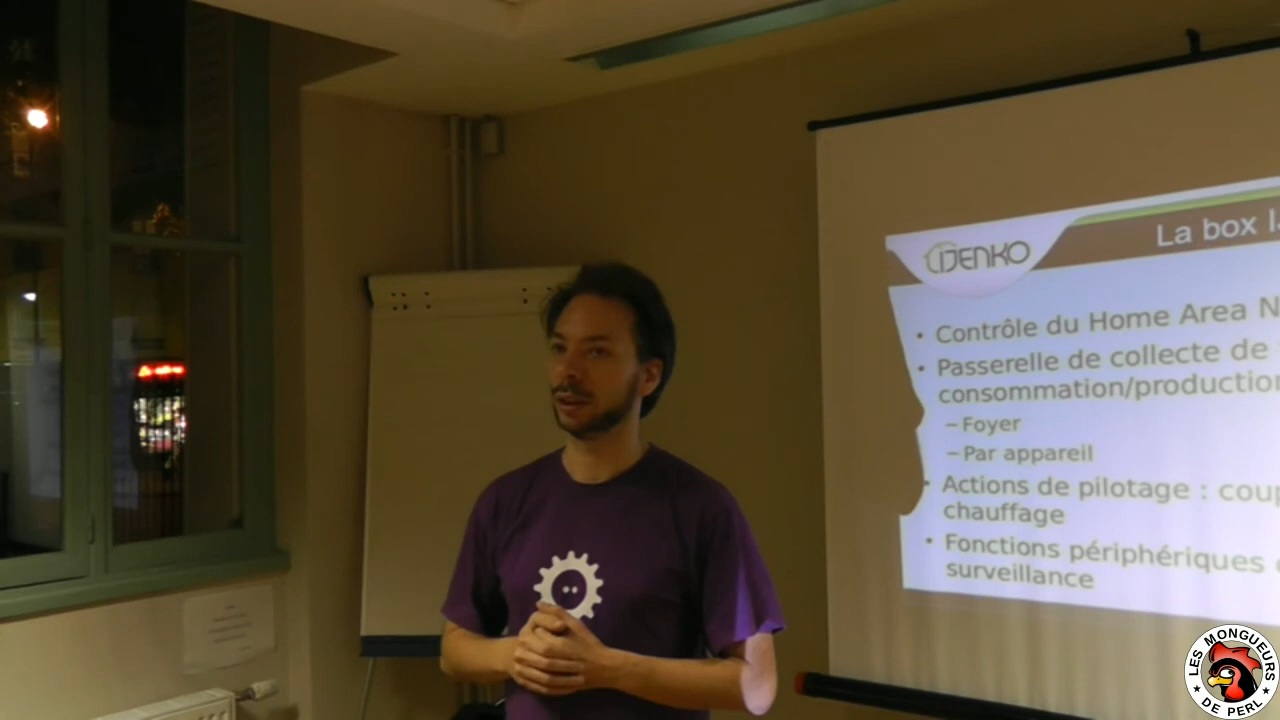 IJENKO
La box
Contrôle du Home Area
Passerelle de collecte de
consommation/production
– Foyer
– Par appareil
Actions de pilotage :
chauffage
Fonctions périphériques
surveillance
LES MONGUEURS
DE PERL